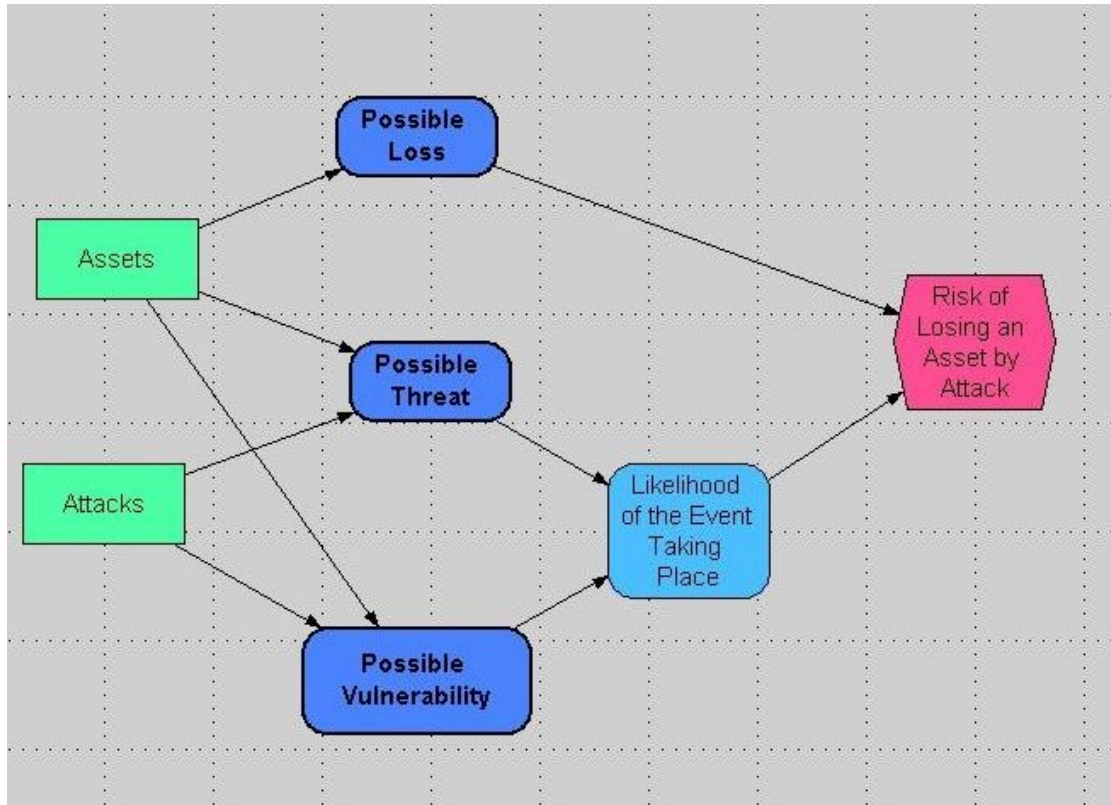 Possible
Loss
Assets
Risk of
Losing an
Asset by
Attack
Possible
Threat
Attacks
Likelihood
of the Event
Taking
Place
Possible
Vulnerability